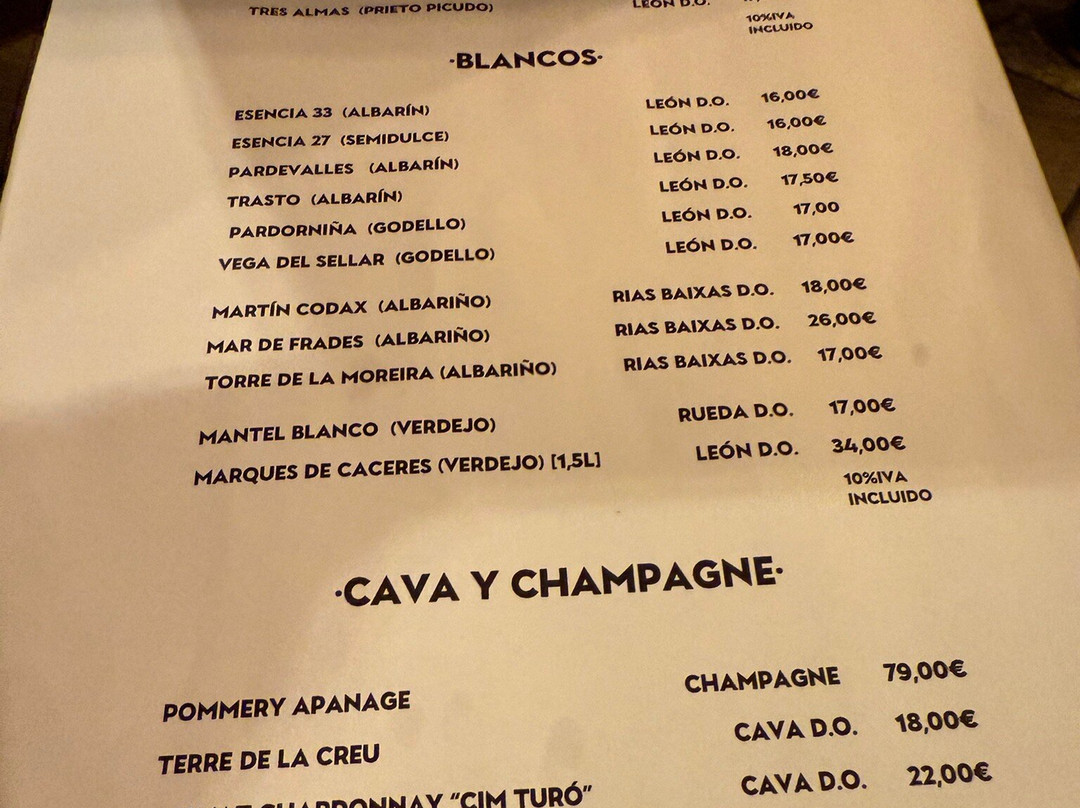 TRES ALMAS (PRIETO PICUDO) LEÓN D.O.
10%IVA
INCLUIDO
·BLANCOS·
ESENCIA 33 (ALBARÍN) LEÓN D.O. 16,00€
ESENCIA 27 (SEMIDULCE) LEÓN D.O. 16,00€
PARDEVALLES (ALBARÍN) LEÓN D.O. 18,00€
TRASTO (ALBARÍN) LEÓN D.O. 17,50€
PARDORNIÑA (GODELLO) LEÓN D.O. 17,00
VEGA DEL SELLAR (GODELLO) LEÓN D.O. 17,00€
MARTÍN CODAX (ALBARIÑO) RIAS BAIXAS D.O. 18,00€
MAR DE FRADES (ALBARIÑO) RIAS BAIXAS D.O. 26,00€
TORRE DE LA MOREIRA (ALBARIÑO) RIAS BAIXAS D.O. 17,00€
MANTEL BLANCO (VERDEJO) RUEDA D.O. 17,00€
MARQUES DE CACERES (VERDEJO) [1,5L] LEÓN D.O. 34,00€
10%IVA
INCLUIDO
·CAVA Y CHAMPAGNE·
POMMERY APANAGE CHAMPAGNE 79,00€
TERRE DE LA CREU CAVA D.O. 18,00€
CHARDONNAY “CIM TURÓ” CAVA D.O. 22,00€